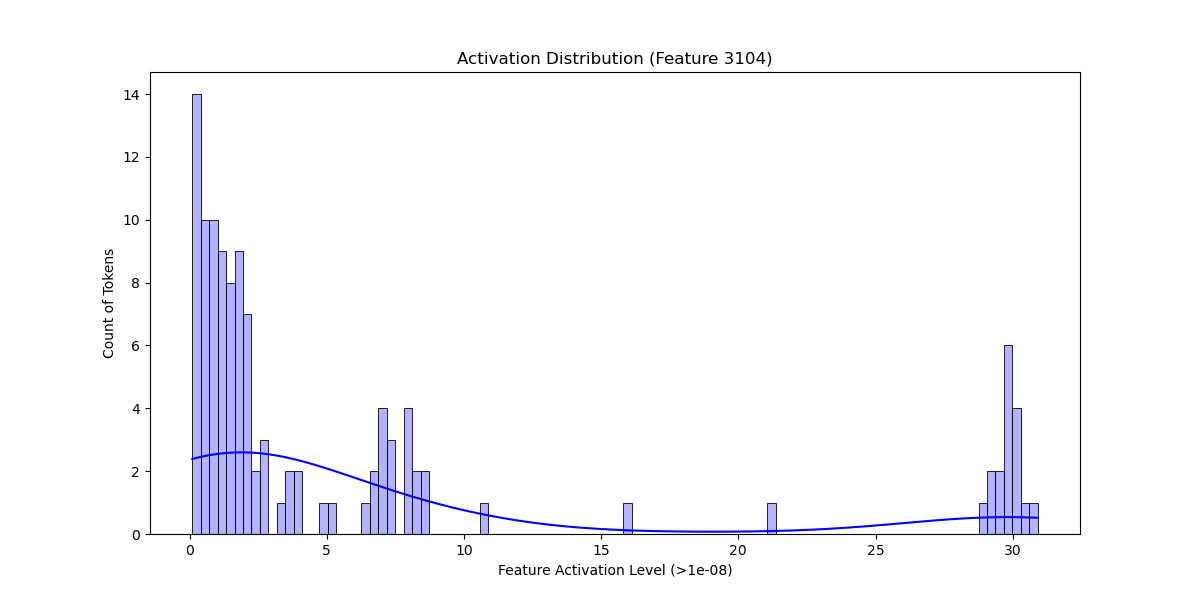 Activation Distribution (Feature 3104)
Count of Tokens
14
12
10
8
6
4
2
0
0 5 10 15 20 25 30
Feature Activation Level (>1e-08)